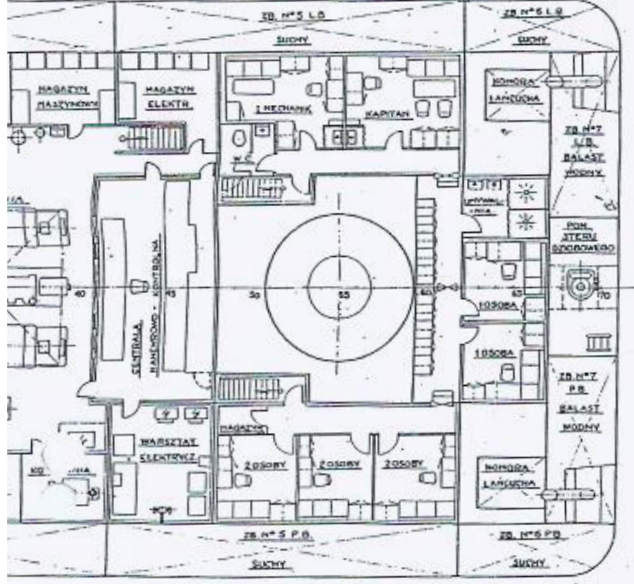 ZB. Nº 5 L.B
SUCHY
ZB. Nº 6 L.B
SUCHY
MAGAZYN
MASZYNOWY
MAGAZYN
ELEKTR.
I MECHANIK
KAPITAN
KOMORA
ŁAŃCUCHA
ZB. Nº 7
L.B.
BALAST
WODNY
W.C.
UMYWAL-
NIA
POM.
STERU
DZIOBOWEGO
CENTRALA
MANEWROWO KONTROLNA
40
45
50
55
60
65
70
1 OSOBA
1 OSOBA
ZB. Nº 7
P.B.
BALAST
WODNY
MAGAZYN
WARSZTAT
ELEKTRYCZ.
2 OSOBY
2 OSOBY
2 OSOBY
KOMORA
ŁAŃCUCHA
ZB. Nº 5 P.B.
SUCHY
ZB. Nº 6 P.B
SUCHY